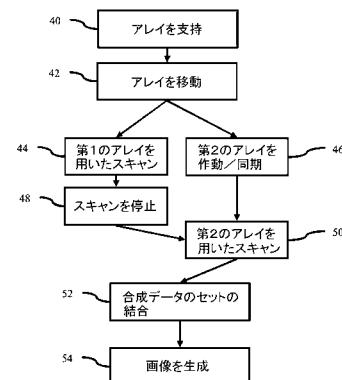 40
アレイを支持
42
アレイを移動
44
第1のアレイを
用いたスキャン
第2のアレイを
作動／同期
46
48
スキャンを停止
第2のアレイを
用いたスキャン
50
52
合成データのセットの
結合
54
画像を生成